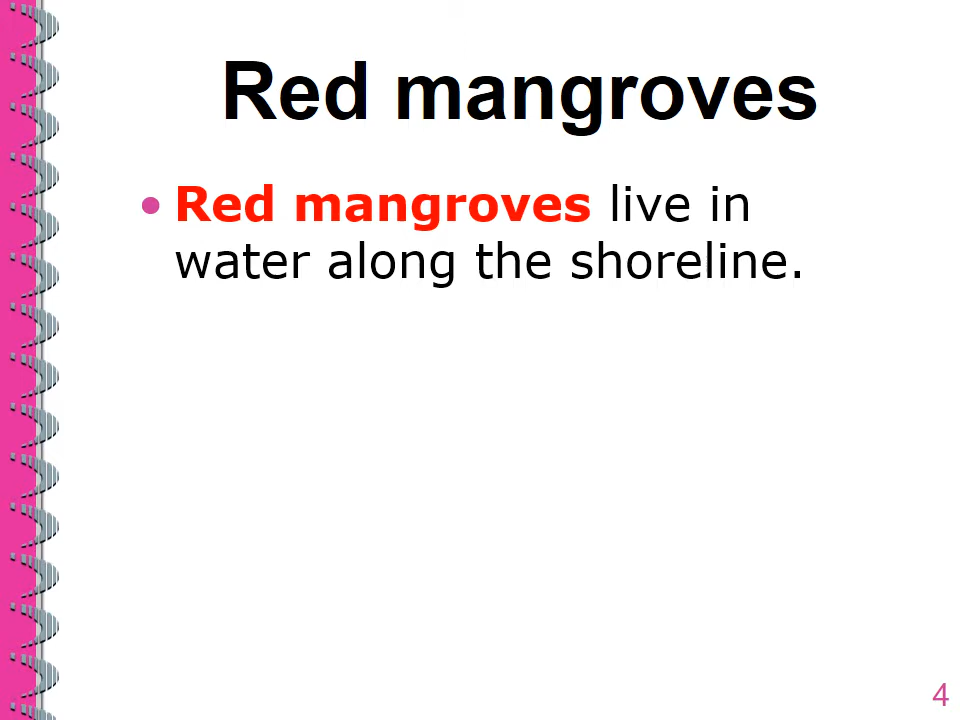 Red mangroves
• Red mangroves live in
water along the shoreline.
4